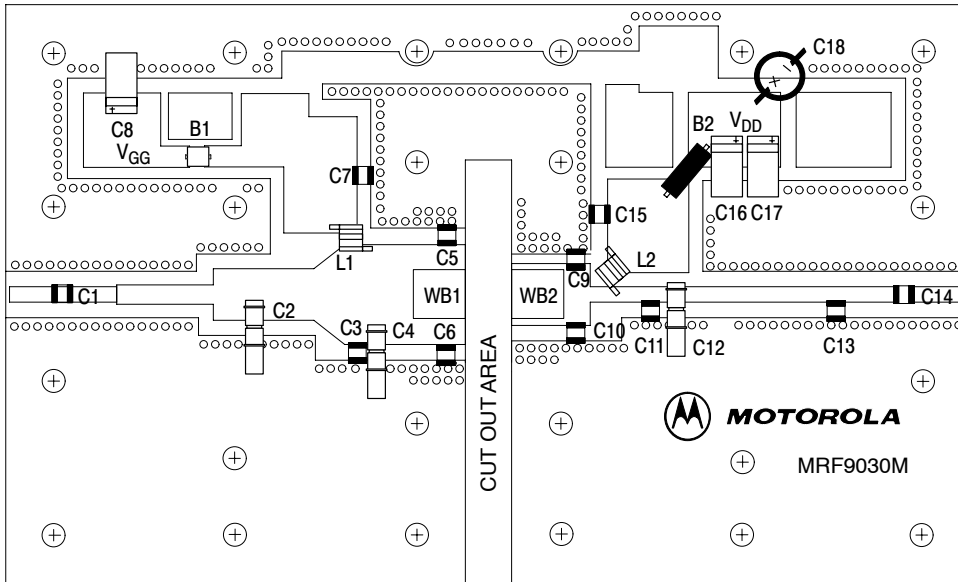 C18
C8
B1
B2
VDD
VGG
C7
C16
C17
C15
C5
L1
C9
L2
WB1
WB2
C1
C14
C2
C3
C4
C6
C10
C11
C12
C13
CUT OUT AREA
MOTOROLA
MRF9030M